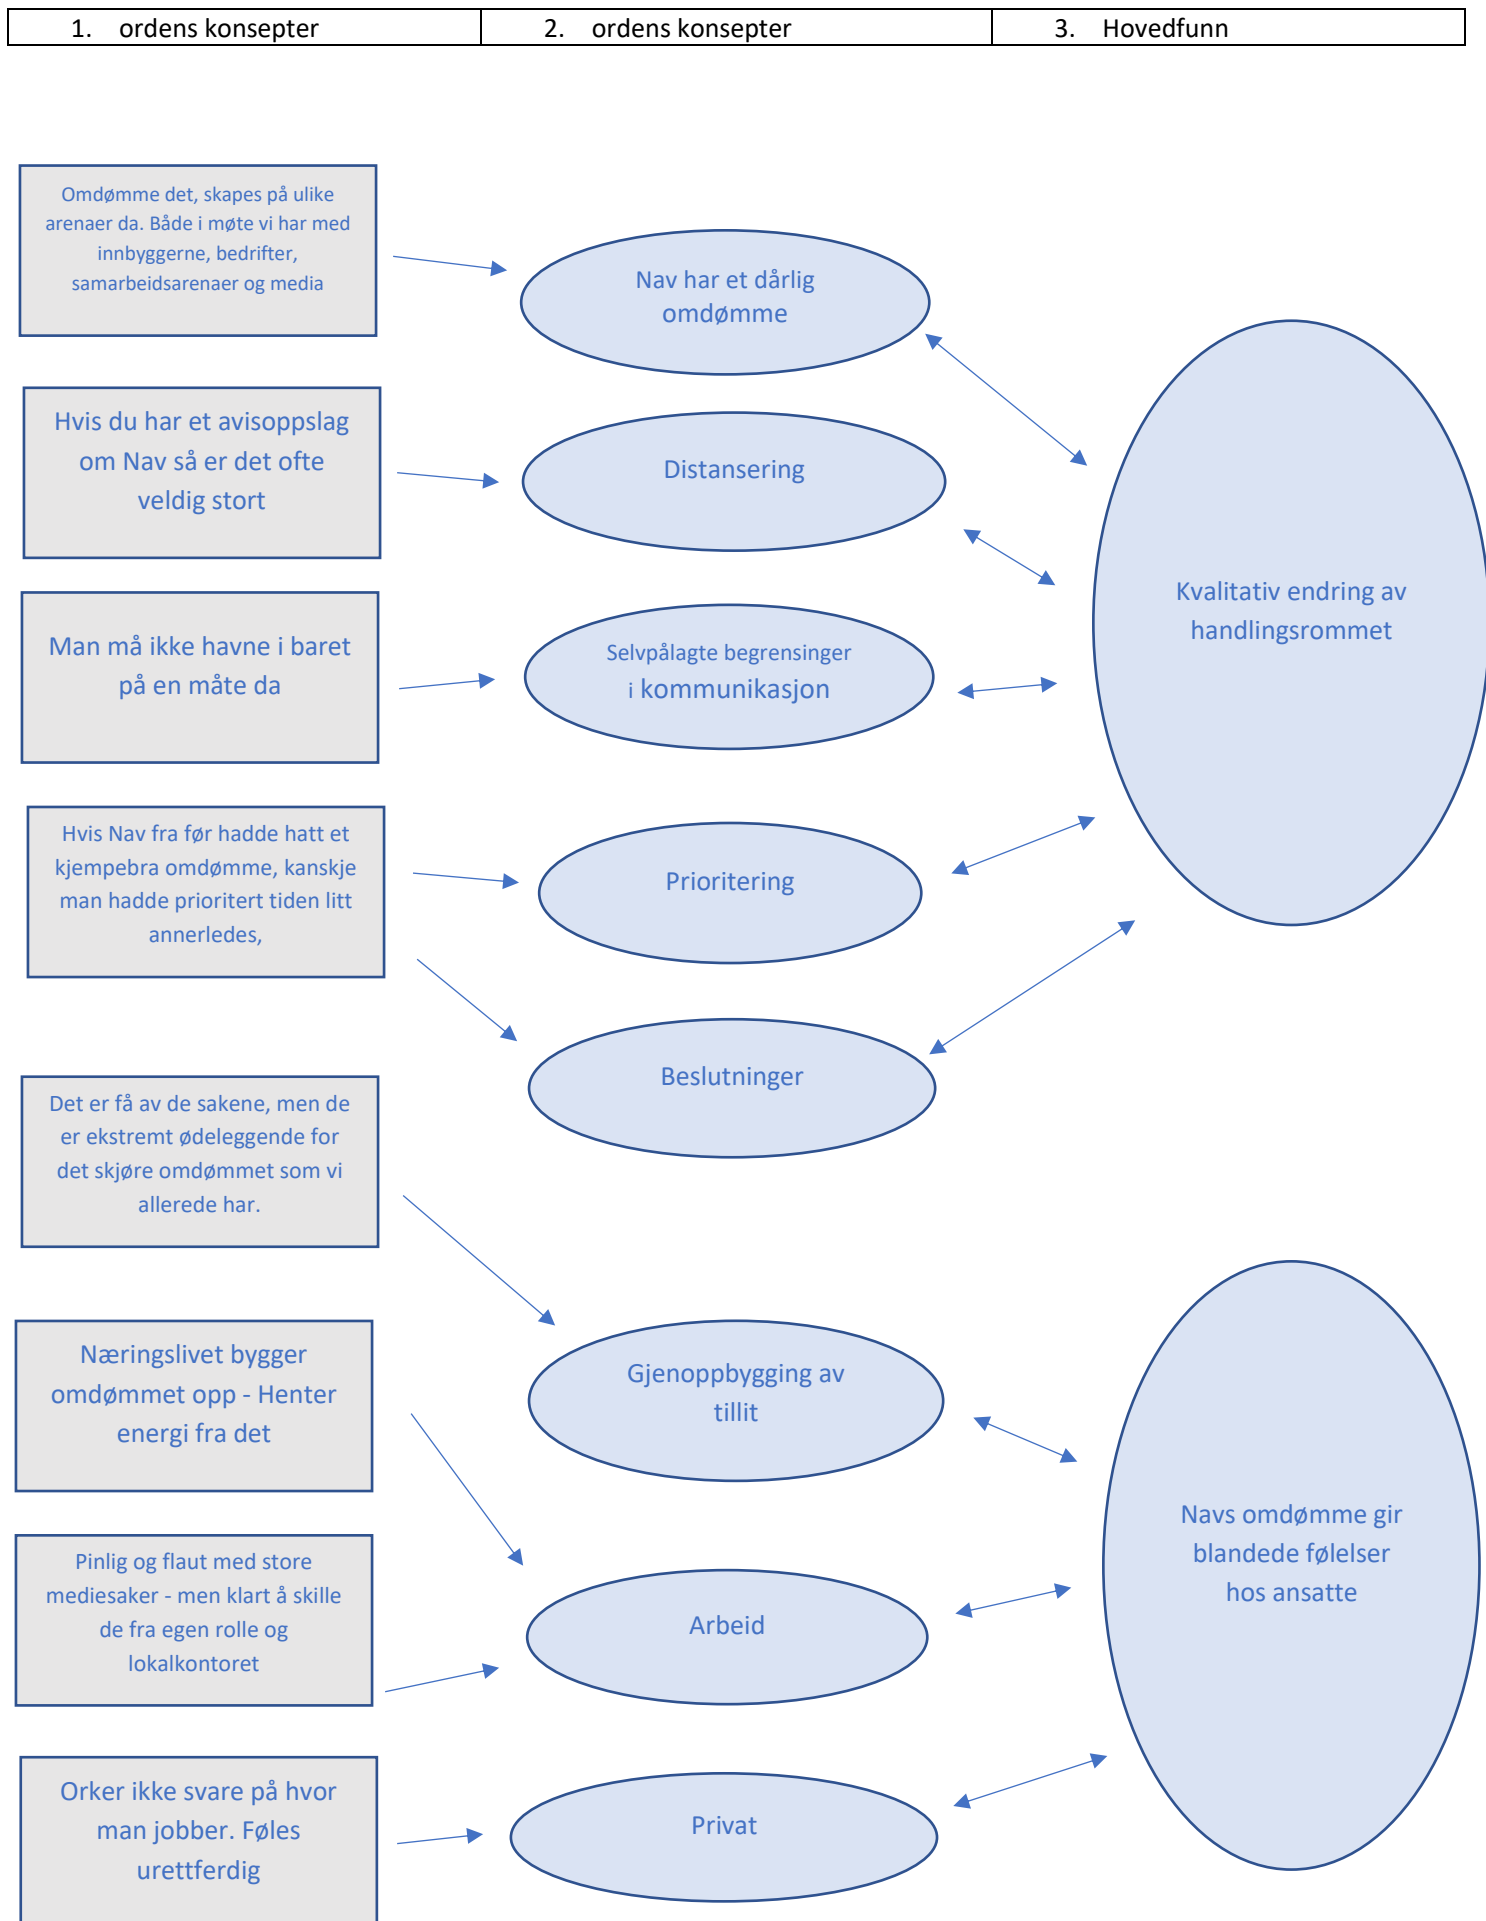 1. ordens konsepter
2. ordens konsepter
3. Hovedfunn
Omdømme det, skapes på ulike
arenaer da. Både i møte vi har med
innbyggerne, bedrifter,
samarbeidsarenaer og media
Nav har et dårlig
omdømme
Hvis du har et avisoppslag
om Nav så er det ofte
veldig stort
Distansering
Man må ikke havne i baret
på en måte da
Selvpålagte begrensinger
i kommunikasjon
Kvalitativ endring av
handlingsrommet
Hvis Nav fra før hadde hatt et
kjempebra omdømme, kanskje
man hadde prioritert tiden litt
annerledes,
Prioritering
Beslutninger
Det er få av de sakene, men de
er ekstremt ødeleggende for
det skjøre omdømmet som vi
allerede har.
Gjenoppbygging av
tillit
Næringslivet bygger
omdømmet opp - Henter
energi fra det
Navs omdømme gir
blandede følelser
hos ansatte
Pinlig og flaut med store
mediesaker - men klart å skille
de fra egen rolle og
lokalkontoret
Arbeid
Orker ikke svare på hvor
man jobber. Føles
urettferdig
Privat